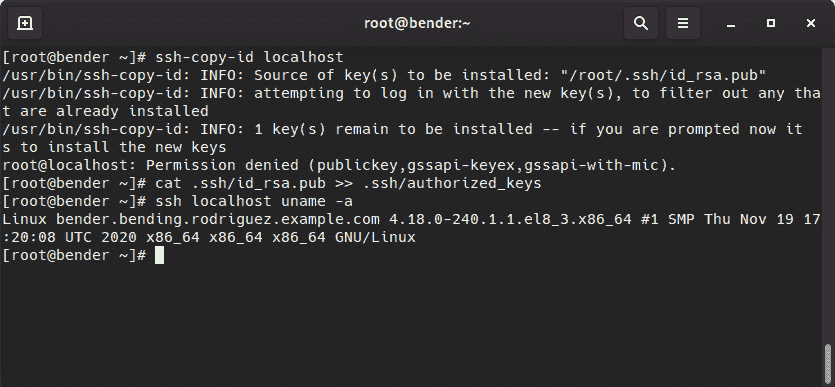 root@bender:~
[root@bender ~]# ssh-copy-id localhost
/usr/bin/ssh-copy-id: INFO: Source of key(s) to be installed: "/root/.ssh/id_rsa.pub"
/usr/bin/ssh-copy-id: INFO: attempting to log in with the new key(s), to filter out any tha
t are already installed
/usr/bin/ssh-copy-id: INFO: 1 key(s) remain to be installed -- if you are prompted now it
s to install the new keys
root@localhost: Permission denied (publickey,gssapi-keyex,gssapi-with-mic).
[root@bender ~]# cat .ssh/id_rsa.pub >> .ssh/authorized_keys
[root@bender ~]# ssh localhost uname -a
Linux bender.bending.rodriguez.example.com 4.18.0-240.1.1.el8_3.x86_64 #1 SMP Thu Nov 19 17
:20:08 UTC 2020 x86_64 x86_64 x86_64 GNU/Linux
[root@bender ~]#